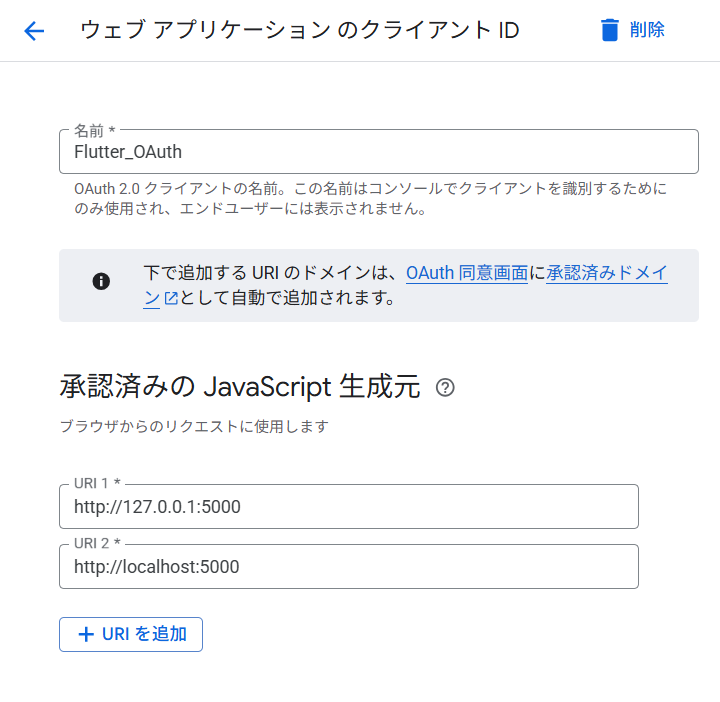 ウェブ アプリケーション のクライアント ID
削除
名前 *
Flutter_OAuth
OAuth 2.0 クライアントの名前。この名前はコンソールでクライアントを識別するために
のみ使用され、エンドユーザーには表示されません。
下で追加する URI のドメインは、OAuth 同意画面に承認済みドメイ
ンとして自動で追加されます。
承認済みの JavaScript 生成元
ブラウザからのリクエストに使用します
URI 1 *
http://127.0.0.1:5000
URI 2 *
http://localhost:5000
+ URI を追加